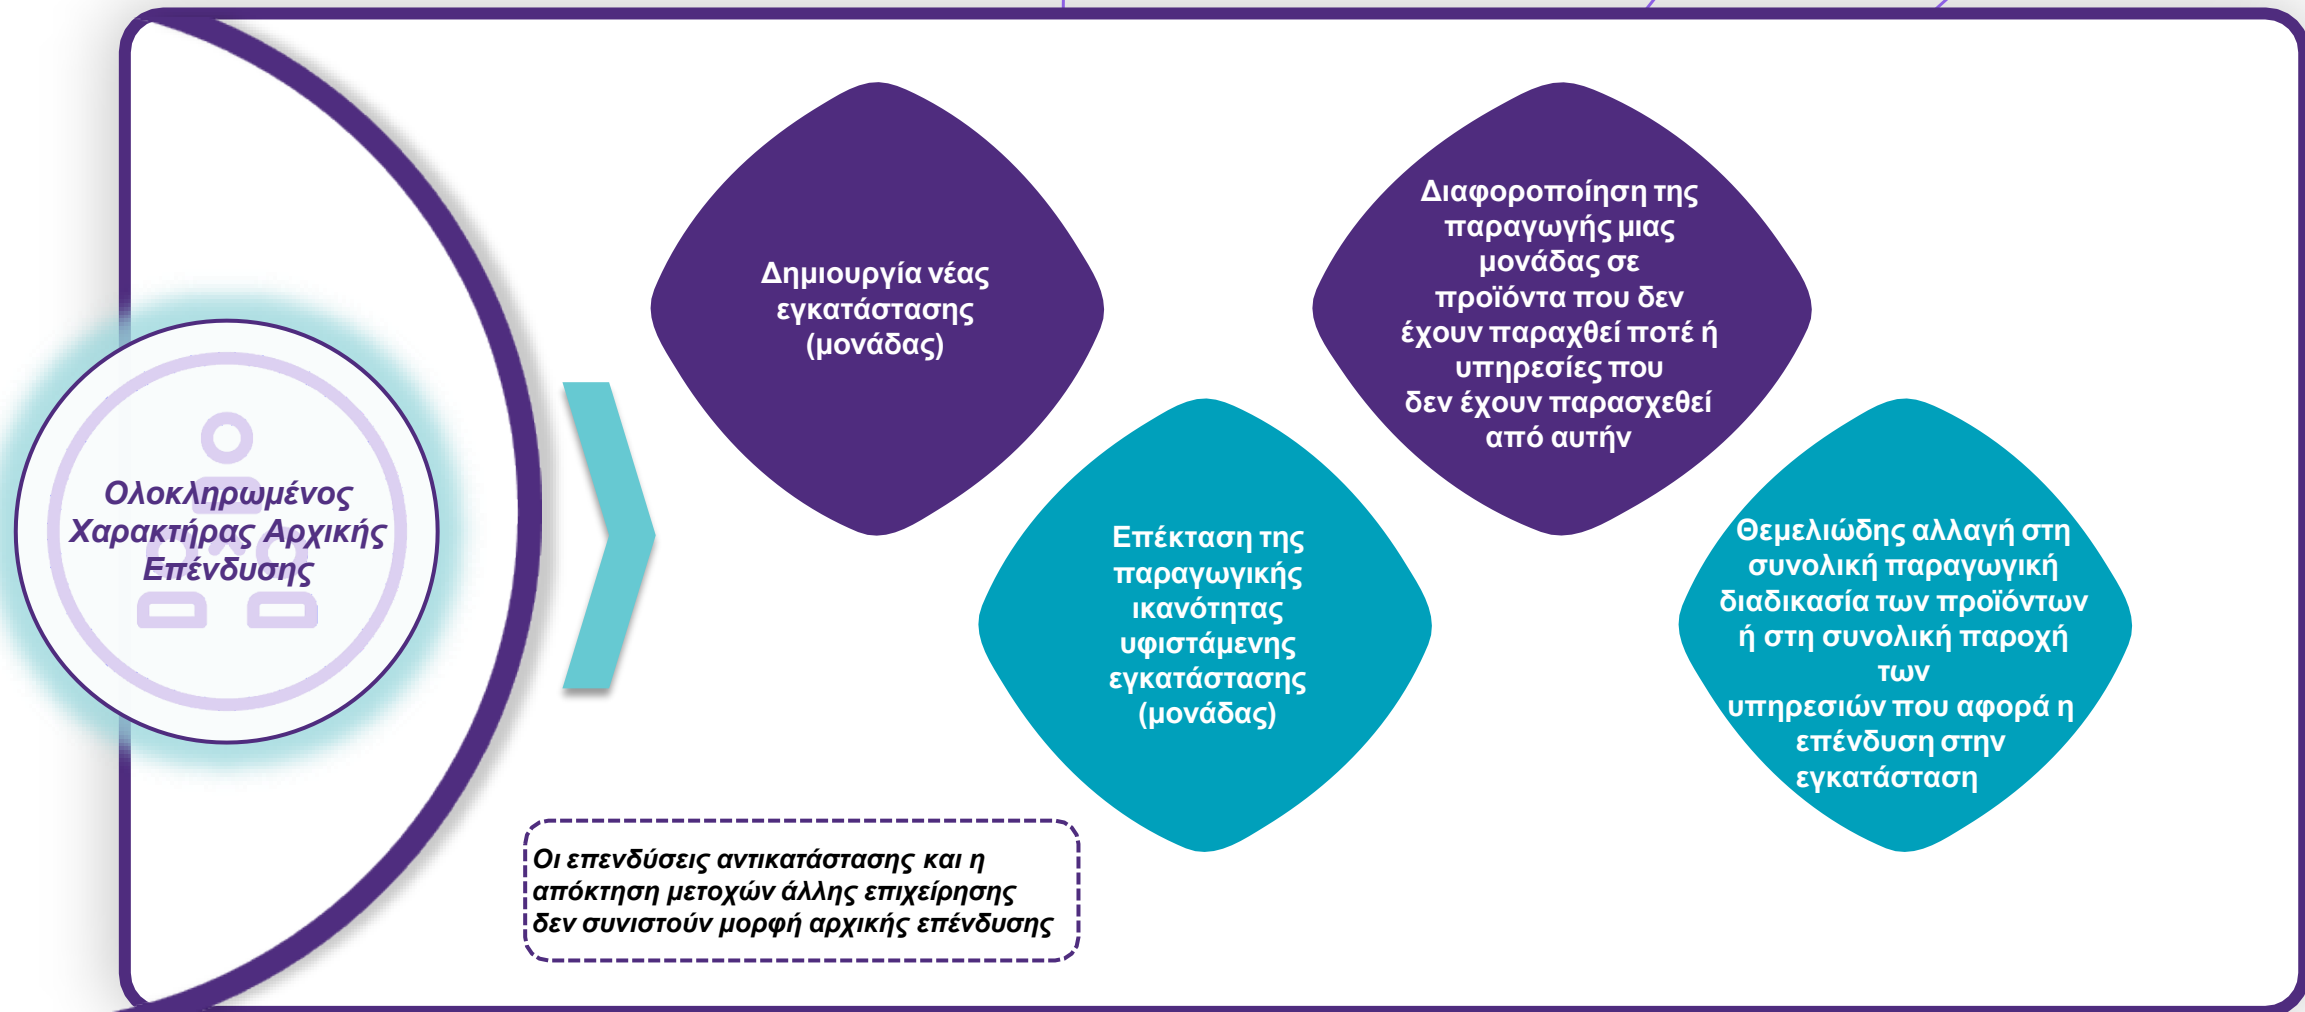 Ολοκληρωμένος
Χαρακτήρας Αρχικής
Επένδυσης
Δημιουργία νέας
εγκατάστασης
(μονάδας)
Επέκταση της
παραγωγικής
ικανότητας
υφιστάμενης
εγκατάστασης
(μονάδας)
Διαφοροποίηση της
παραγωγής μιας
μονάδας σε
προϊόντα που δεν
έχουν παραχθεί ποτέ ή
υπηρεσίες που
δεν έχουν παρασχεθεί
από αυτήν
Θεμελιώδης αλλαγή στη
συνολική παραγωγική
διαδικασία των προϊόντων
ή στη συνολική παροχή
των
υπηρεσιών που αφορά η
επένδυση στην
εγκατάσταση
Οι επενδύσεις αντικατάστασης και η
απόκτηση μετοχών άλλης επιχείρησης
δεν συνιστούν μορφή αρχικής επένδυσης